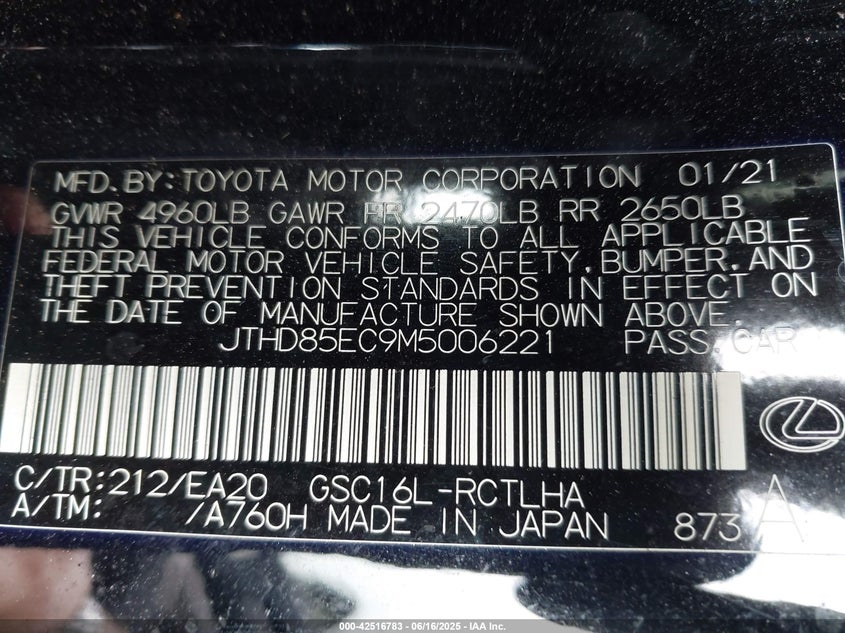 MFD.BY:TOYOTA MOTOR CORPORATION 01/21
GVWR 4960LB GAWR FR 2470LB RR 2650LB
THIS VEHICLE CONFORMS TO ALL APPLICABLE
FEDERAL MOTOR VEHICLE SAFETY,BUMPER,AND
THEFT PREVENTION STANDARDS IN EFFECT ON
THE DATE OF MANUFACTURE SHOWN ABOVE.
JTHD85EC9M5006221 PASS.CAR
C/TR:212/EA20 GSC16L-RCTLHA
A/TM: /A760H MADE IN JAPAN 873 A
000-42516783 - 06/16/2025 - IAA Inc.